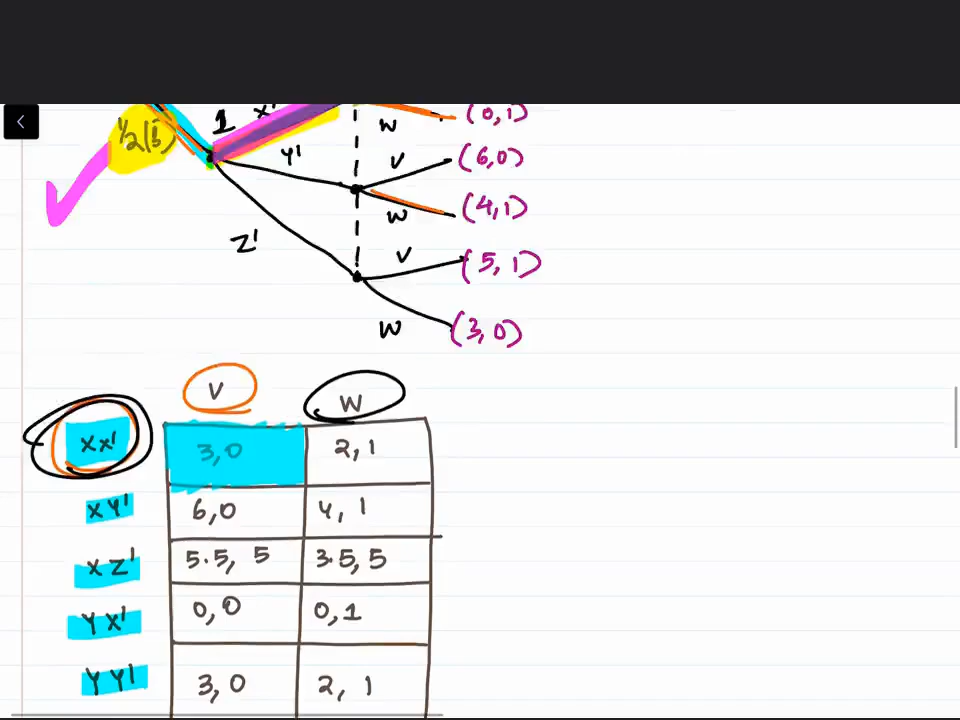 1 X'
W (0,1)
1/2(b)
Y' V (6,0)
W (4,1)
Z' V (5,1)
W (3,0)
V W
XX' 3,0 2,1
XY' 6,0 4,1
XZ' 5.5, 5 3.5, 5
YX' 0,0 0,1
YY' 3,0 2,1